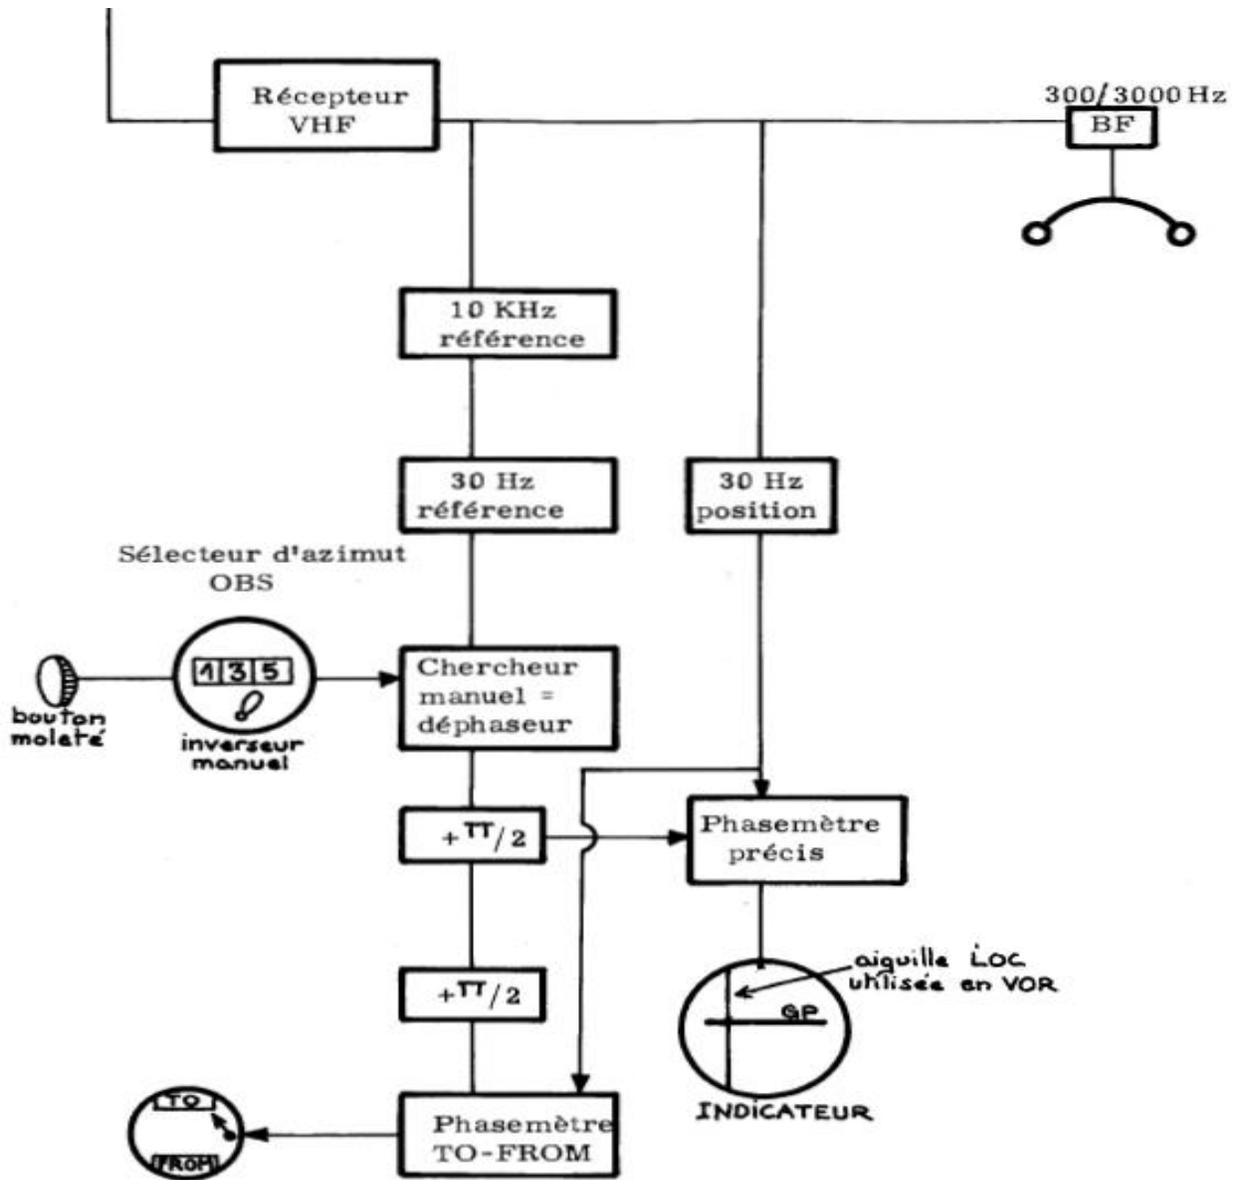 Récepteur
VHF
300/3000 Hz
BF
10 KHz
référence
30 Hz
référence
30 Hz
position
Sélecteur d'azimut
OBS
135
bouton
moleté
inverseur
manuel
Chercheur
manuel =
déphaseur
+π/2
Phasemètre
précis
+π/2
aiguille LOC
utilisée en VOR
GP
INDICATEUR
TO
FROM
Phasemètre
TO-FROM